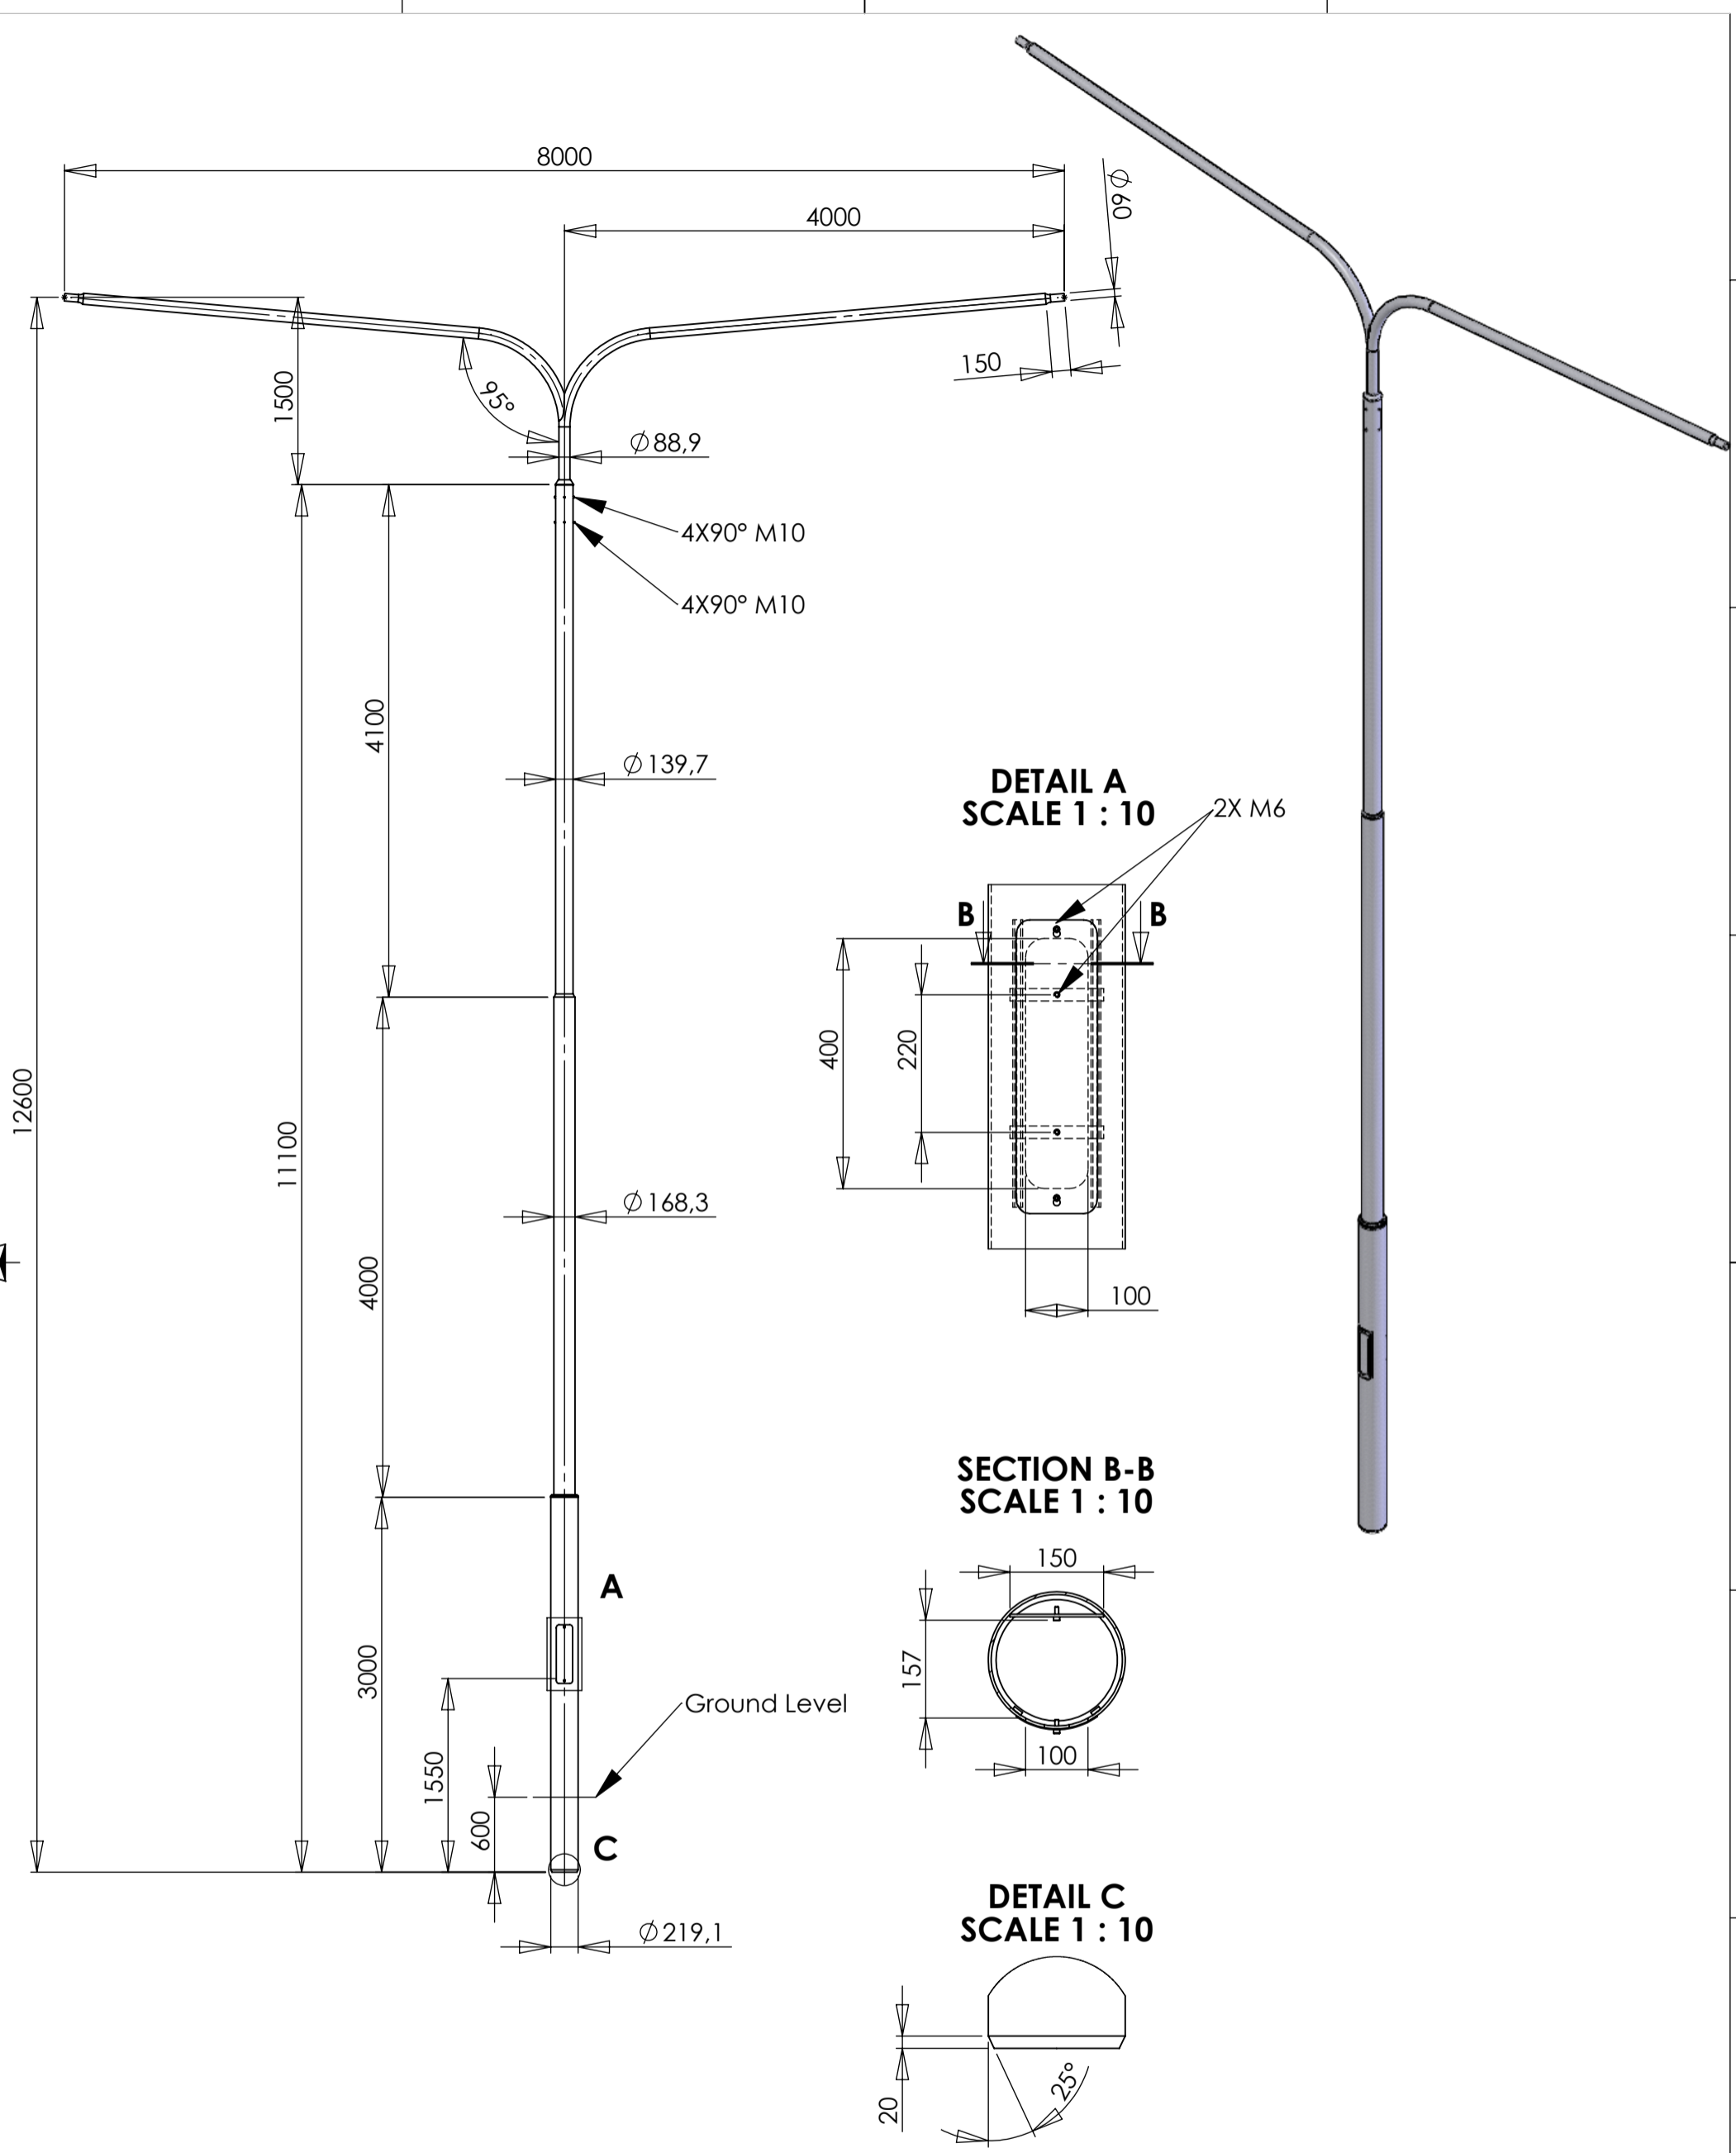 8000
4000
Ø60
150
1500
95°
Ø88,9
4X90° M10
4X90° M10
4100
Ø139,7
12600
11100
4000
Ø168,3
3000
A
1550
600
Ground Level
C
Ø219,1
DETAIL A
SCALE 1 : 10
2X M6
B
B
400
220
100
SECTION B-B
SCALE 1 : 10
150
157
100
DETAIL C
SCALE 1 : 10
20
25°